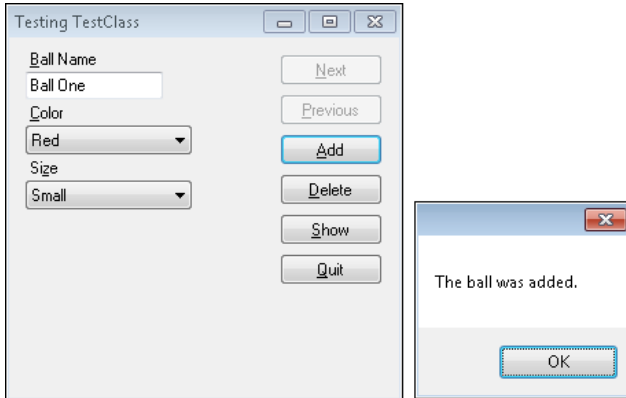 Testing TestClass
Ball Name
Ball One
Color
Red
Size
Small
Next
Previous
Add
Delete
Show
Quit
The ball was added.
OK